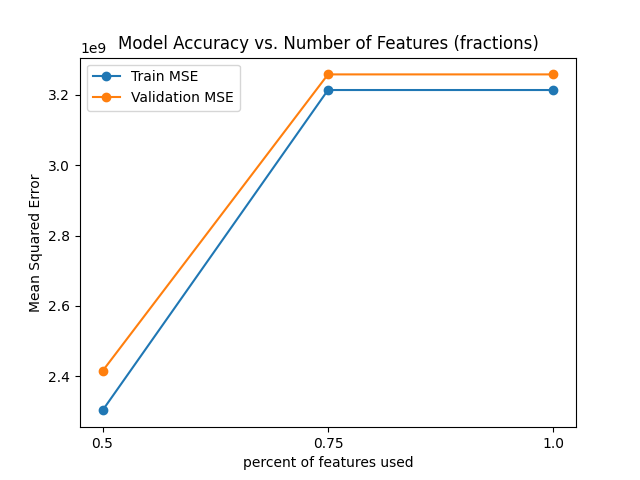 Model Accuracy vs. Number of Features (fractions)
1e9
Train MSE
Validation MSE
3.2
3.0
2.8
2.6
2.4
Mean Squared Error
0.5 0.75 1.0
percent of features used